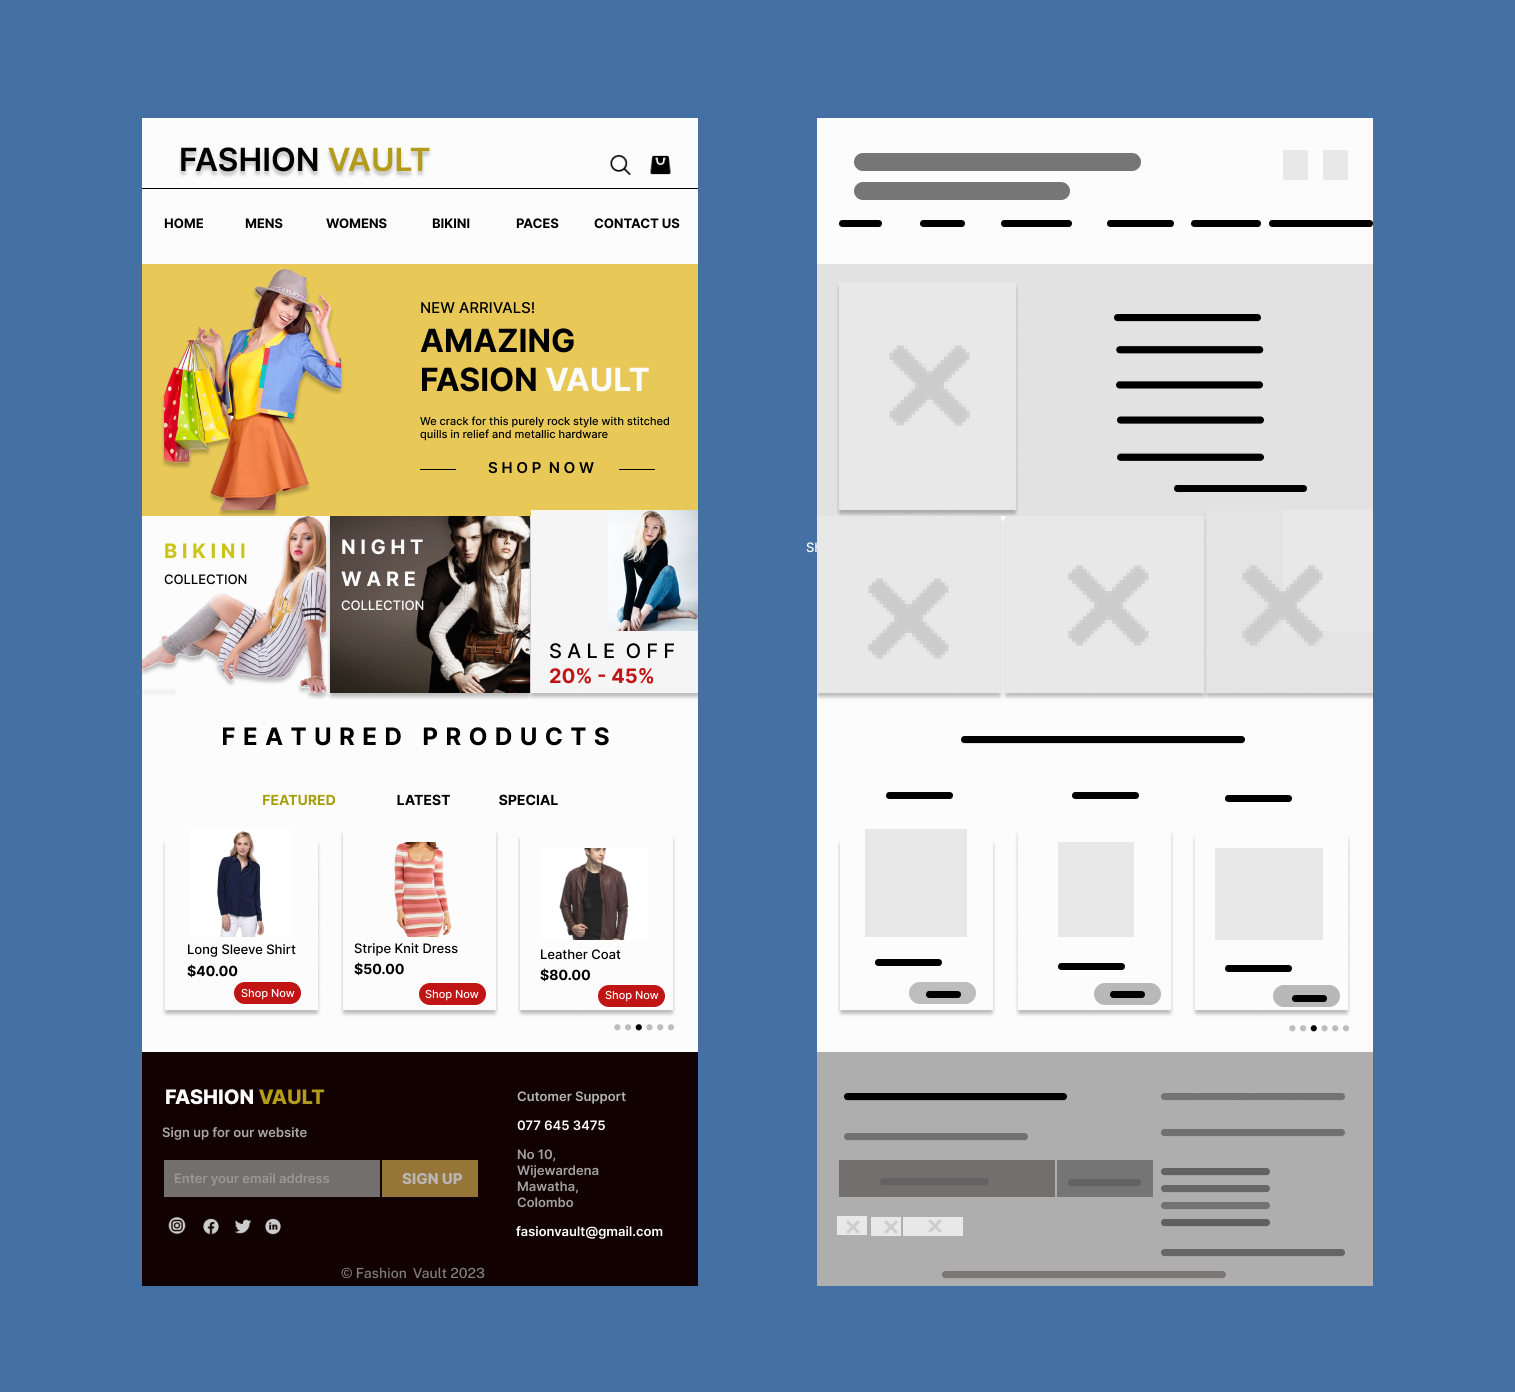 FASHION VAULT
HOME MENS WOMENS BIKINI PACES CONTACT US
NEW ARRIVALS!
AMAZING
FASION VAULT
We crack for this purely rock style with stitched
quills in relief and metallic hardware
SHOP NOW
BIKINI
COLLECTION
NIGHT
WARE
COLLECTION
SALE OFF
20% - 45%
FEATURED PRODUCTS
FEATURED LATEST SPECIAL
Long Sleeve Shirt
$40.00
Shop Now
Stripe Knit Dress
$50.00
Shop Now
Leather Coat
$80.00
Shop Now
FASHION VAULT
Sign up for our website
Enter your email address
SIGN UP
Cutomer Support
077 645 3475
No 10,
Wijewardena
Mawatha,
Colombo
fasionvault@gmail.com
© Fashion Vault 2023